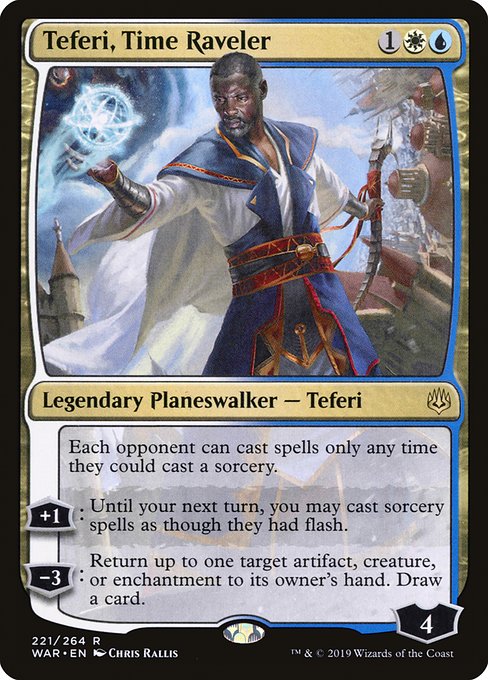 Teferi, Time Raveler 1
Legendary Planeswalker — Teferi
Each opponent can cast spells only any time
they could cast a sorcery.
+1 : Until your next turn, you may cast sorcery
spells as though they had flash.
−3 : Return up to one target artifact, creature,
or enchantment to its owner's hand. Draw
a card.
4
221/264 R
WAR • EN Chris Rallis ™ & © 2019 Wizards of the Coast